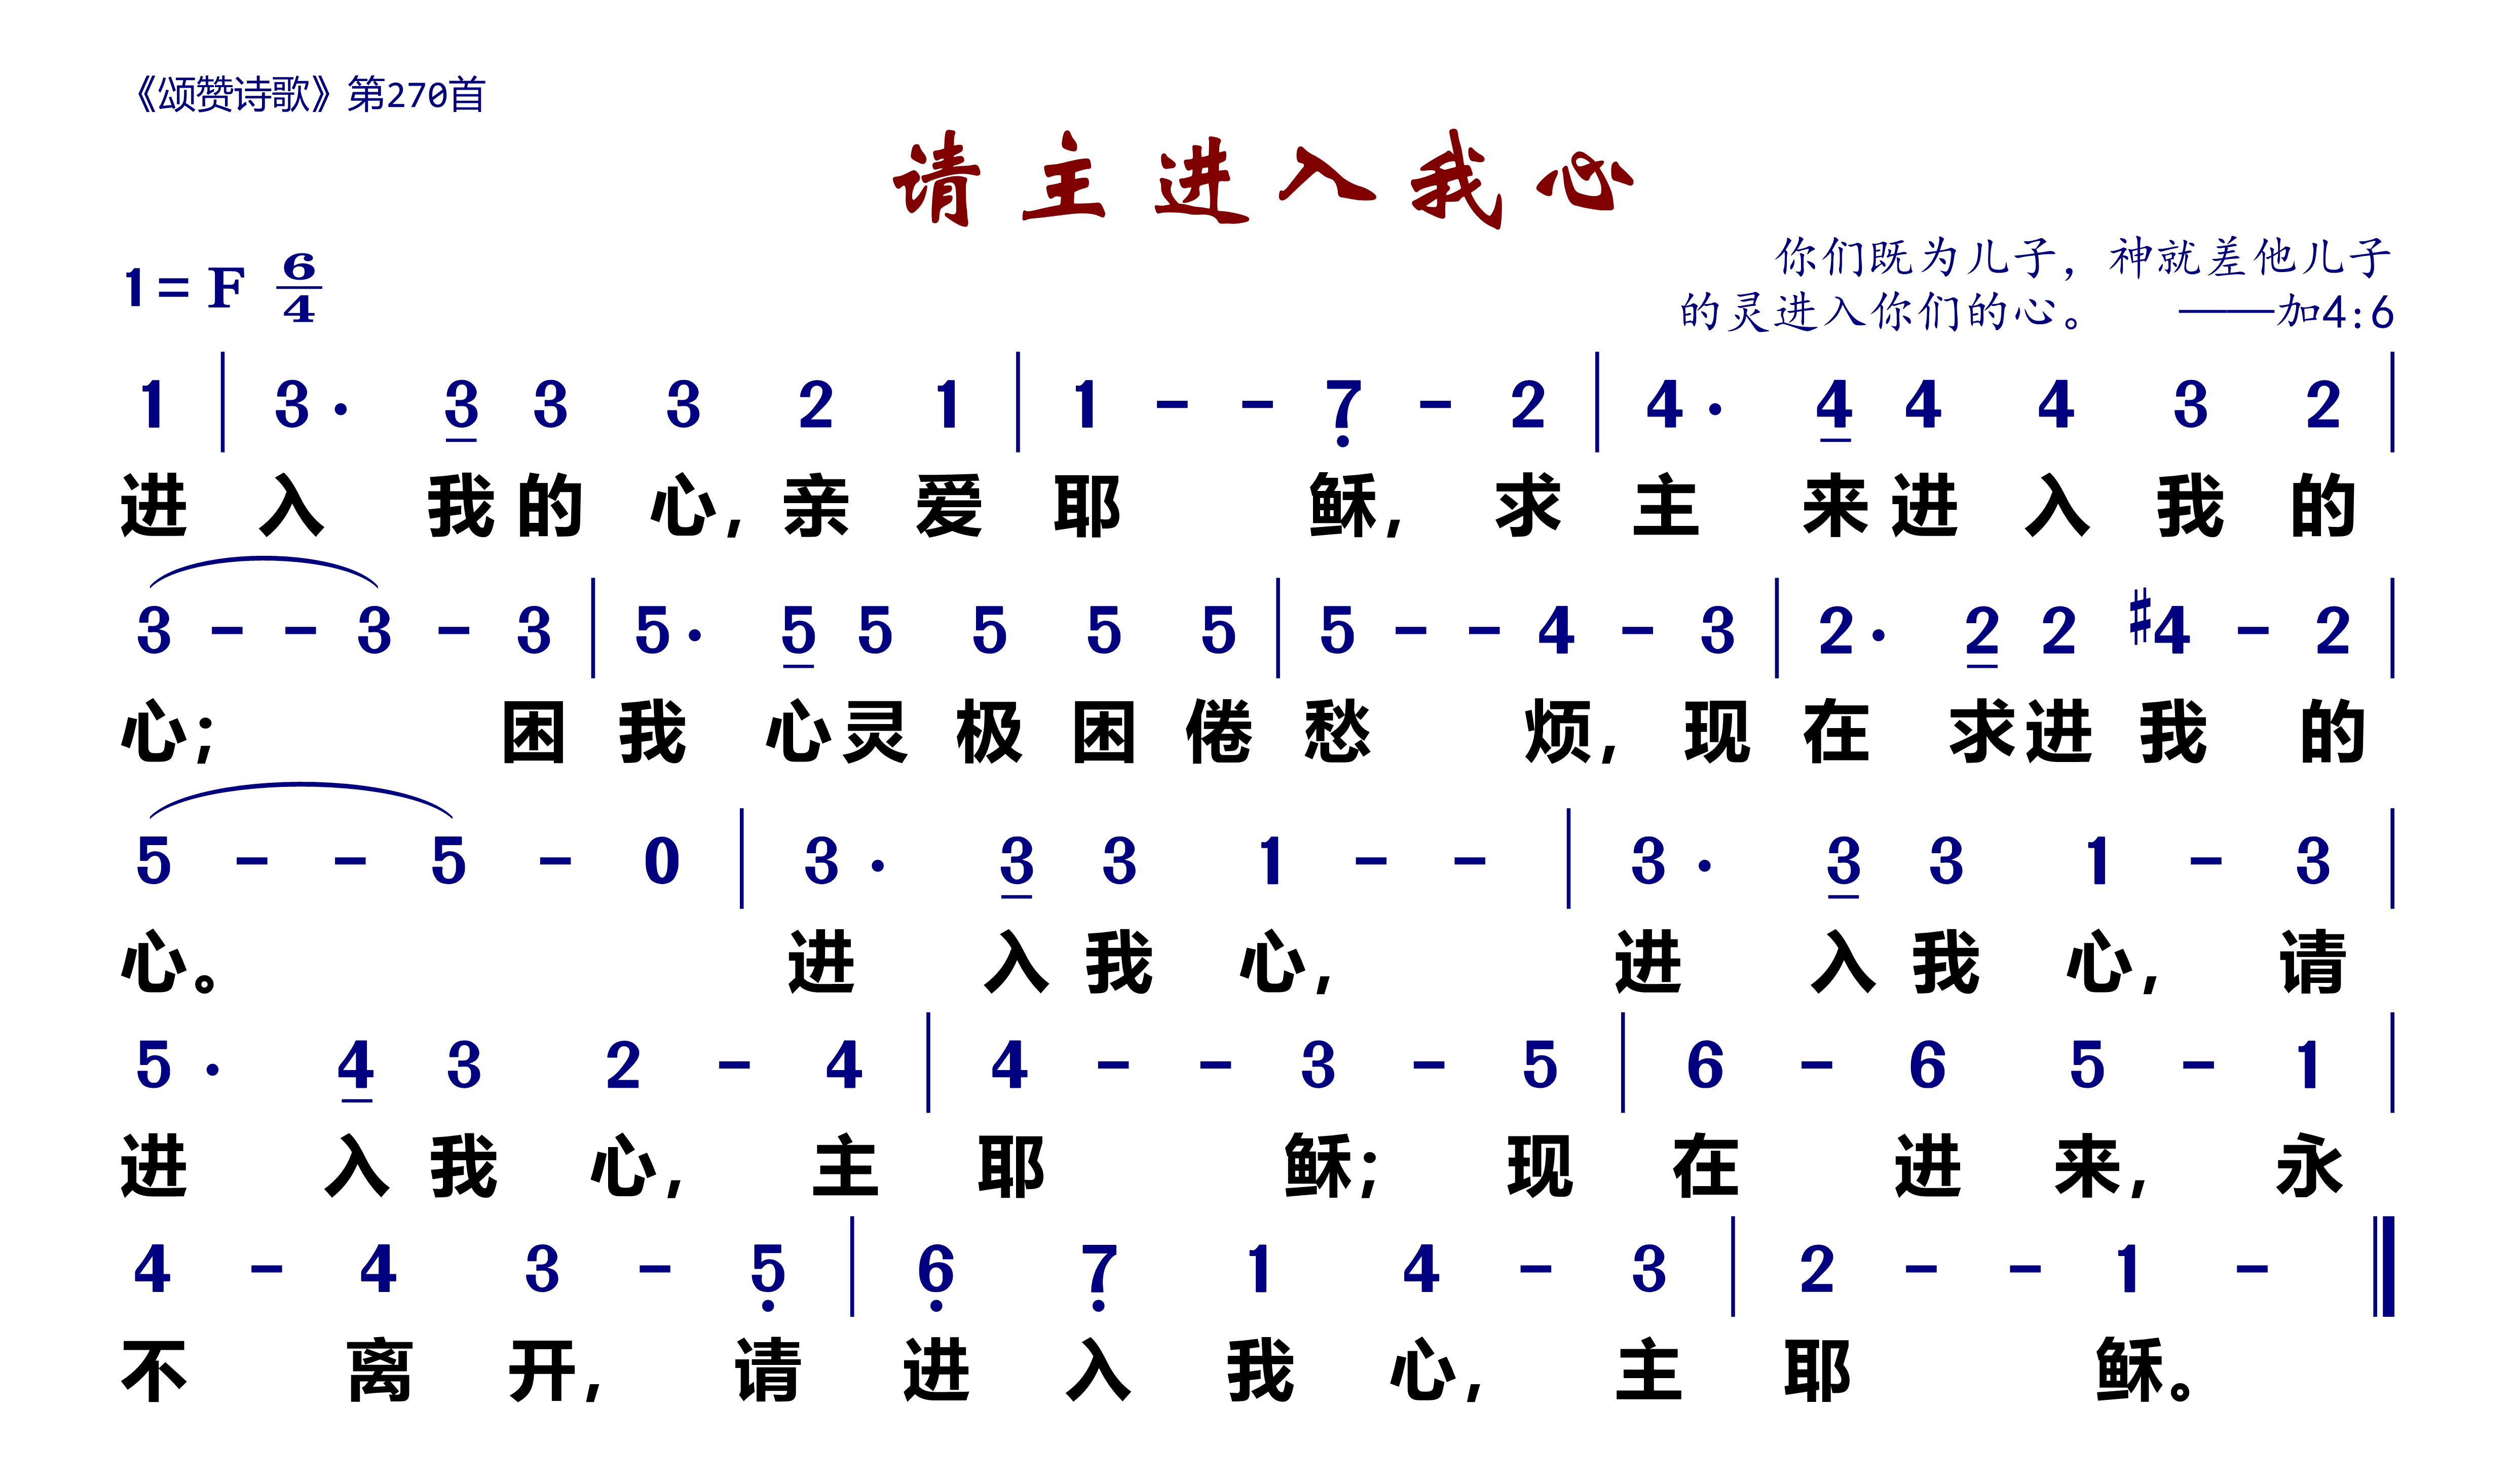 《颂赞诗歌》第270首
请主进入我心
1=F 6/4
你们既为儿子，神就差他儿子
的灵进入你们的心。 ——加4:6
1 | 3· 3 3 3 2 1 | 1 - - 7 - 2 | 4· 4 4 4 3 2 |
进入我的心,亲爱耶稣,求主来进入我的
3 - - 3 - 3 | 5· 5 5 5 5 5 | 5 - - 4 - 3 | 2· 2 2 #4 - 2 |
心;困我心灵极困倦愁烦,现在求进我的
5 - - 5 - 0 | 3· 3 3 1 - - | 3· 3 3 1 - 3 |
心。进入我心,进入我心,请
5· 4 3 2 - 4 | 4 - - 3 - 5 | 6 - 6 5 - 1 |
进入我心,主耶稣;现在进来,永
4 - 4 3 - 5 | 6 7 1 4 - 3 | 2 - - 1 - ‖
不离开,请进入我心,主耶稣。